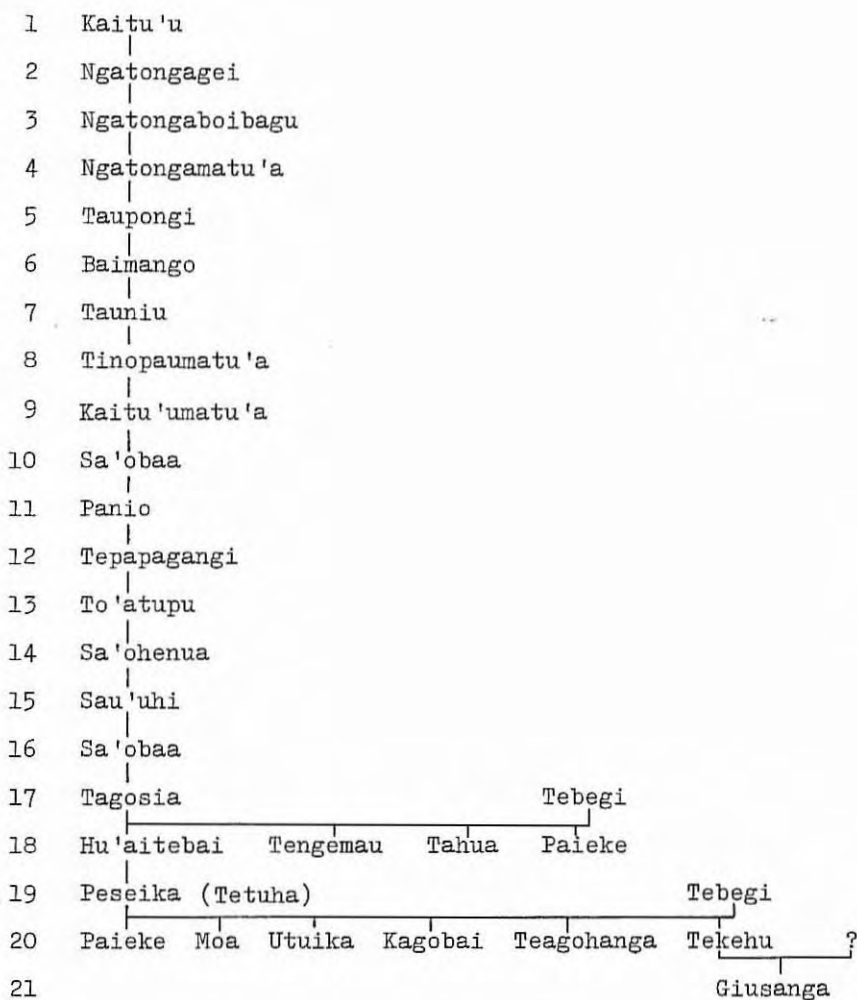 1 Kaitu'u
2 Ngatongagei
3 Ngatongaboibagu
4 Ngatongamatu'a
5 Taupongi
6 Baimango
7 Tauniu
8 Tinopaumatu'a
9 Kaitu'umatu'a
10 Sa'obaa
11 Panio
12 Tepapagangi
13 To'atupu
14 Sa'ohenua
15 Sau'uhi
16 Sa'obaa
17 Tagosia Tebegi
18 Hu'aitebai Tengemau Tahua Paieke
19 Peseika (Tetuha) Tebegi
20 Paieke Moa Utuika Kagobai Teagohanga Tekehu ?
21 Giusanga